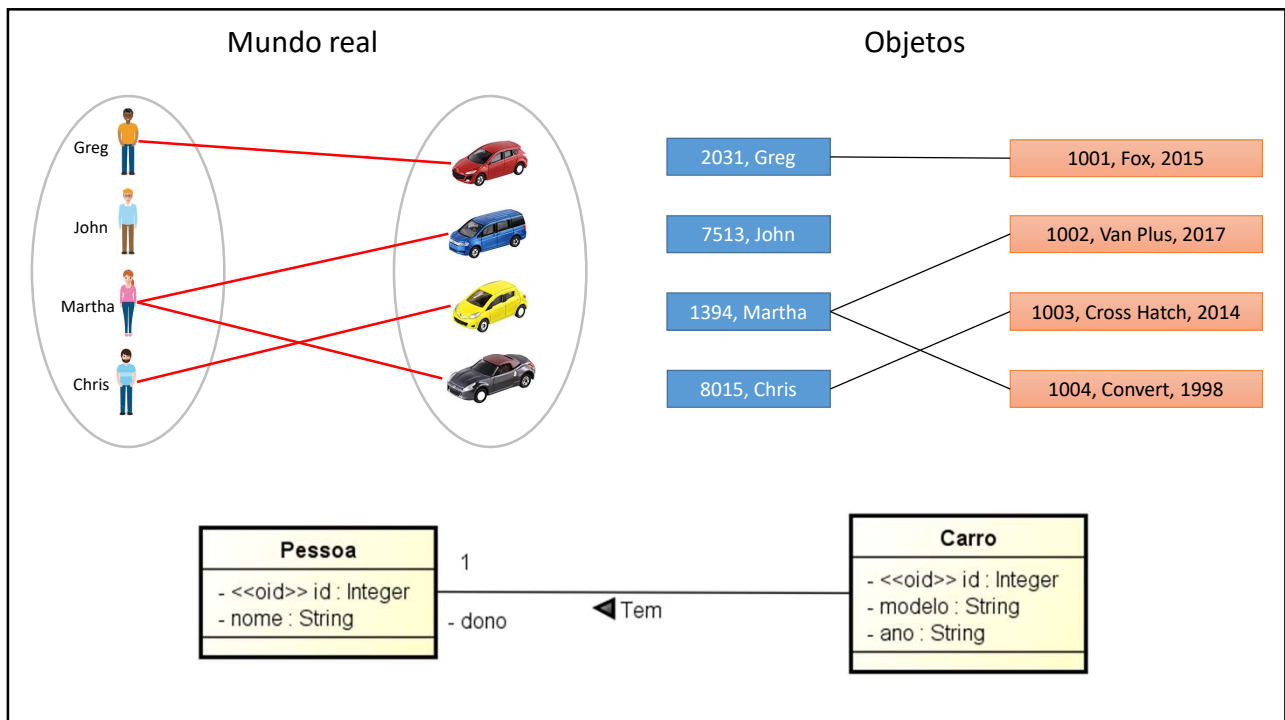 Mundo real
Objetos
Greg
John
Martha
Chris
2031, Greg
1001, Fox, 2015
7513, John
1002, Van Plus, 2017
1394, Martha
1003, Cross Hatch, 2014
8015, Chris
1004, Convert, 1998
Pessoa
- <<oid>> id : Integer
- nome : String
1
- dono
◀ Tem
Carro
- <<oid>> id : Integer
- modelo : String
- ano : String